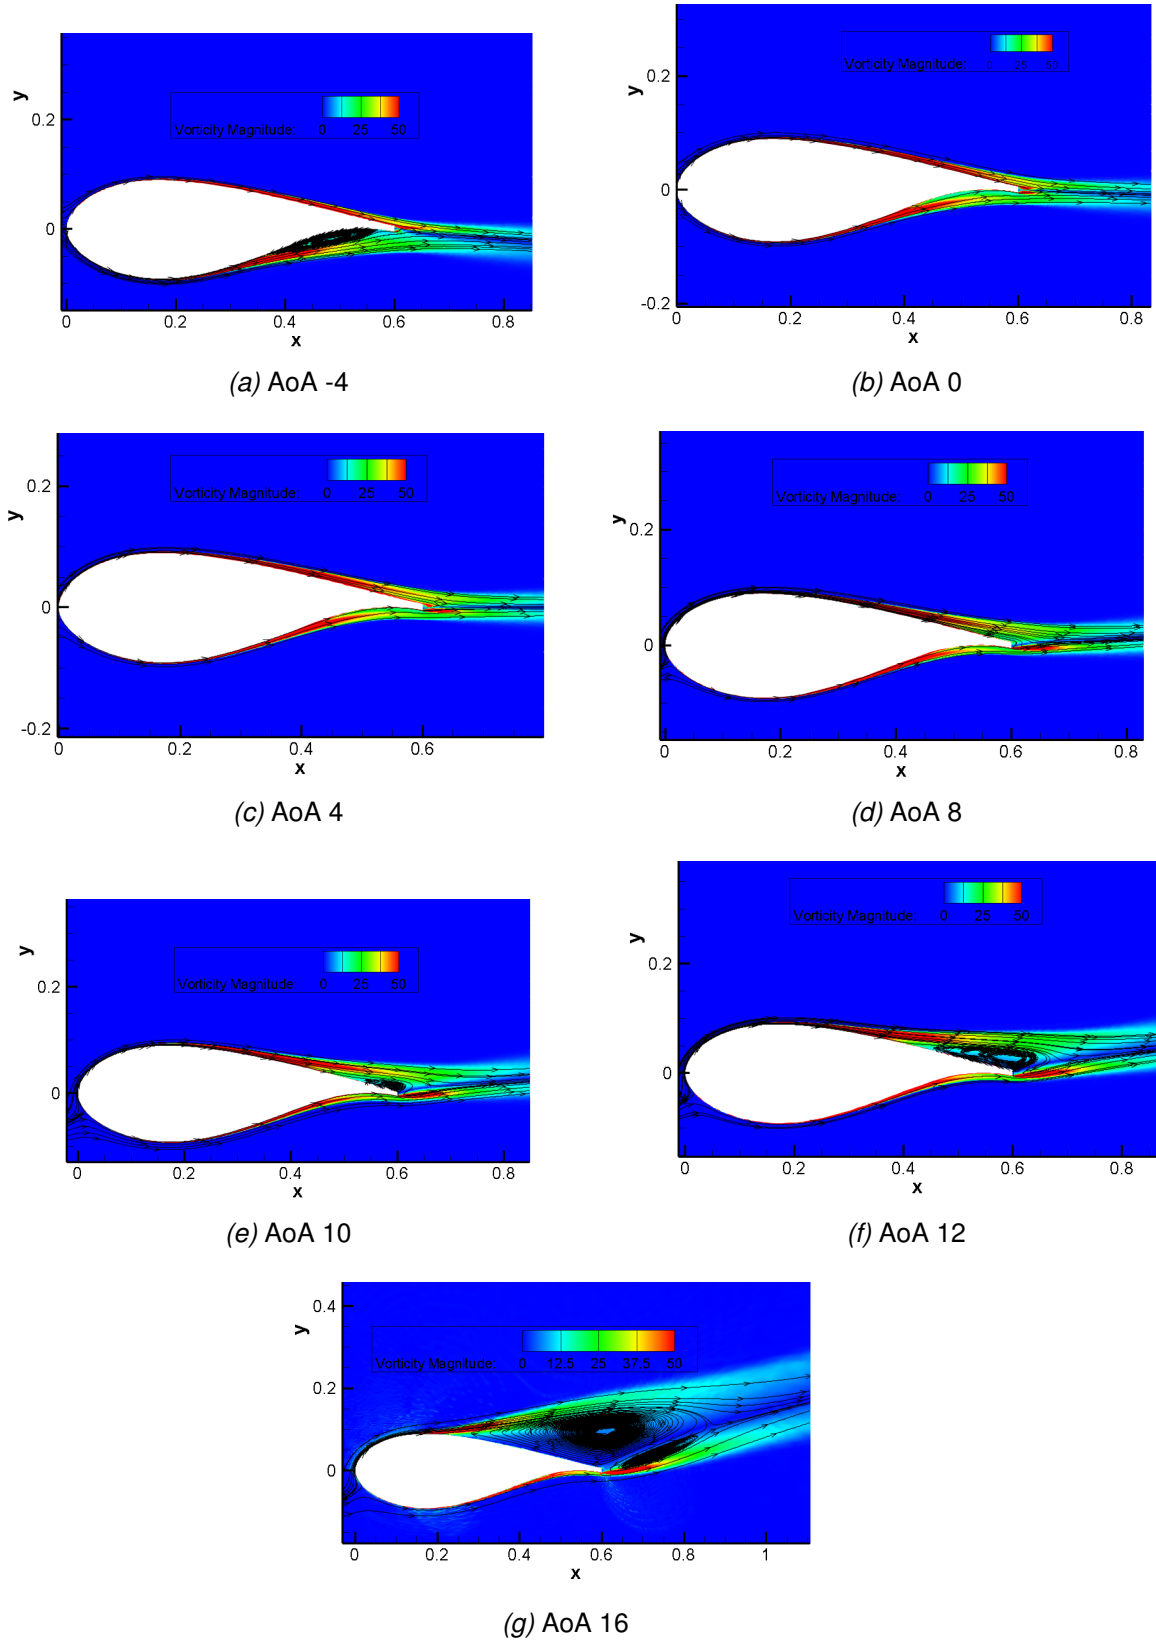 y
0.2
0
Vorticity Magnitude: 0 25 50
0 0.2 0.4 0.6 0.8
x
(a) AoA -4
y
0.2
0
-0.2
Vorticity Magnitude: 0 25 50
0 0.2 0.4 0.6 0.8
x
(b) AoA 0
y
0.2
0
-0.2
Vorticity Magnitude: 0 25 50
0 0.2 0.4 0.6
x
(c) AoA 4
y
0.2
0
Vorticity Magnitude: 0 25 50
0 0.2 0.4 0.6 0.8
x
(d) AoA 8
y
0.2
0
Vorticity Magnitude: 0 25 50
0 0.2 0.4 0.6 0.8
x
(e) AoA 10
y
0.2
0
Vorticity Magnitude: 0 25 50
0 0.2 0.4 0.6 0.8
x
(f) AoA 12
y
0.4
0.2
0
Vorticity Magnitude: 0 12.5 25 37.5 50
0 0.2 0.4 0.6 0.8 1
x
(g) AoA 16